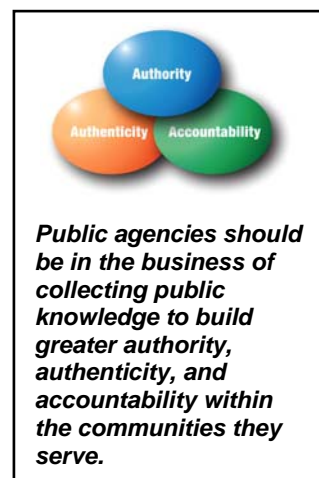 Authority
Authenticity Accountability
Public agencies should
be in the business of
collecting public
knowledge to build
greater authority,
authenticity, and
accountability within
the communities they
serve.